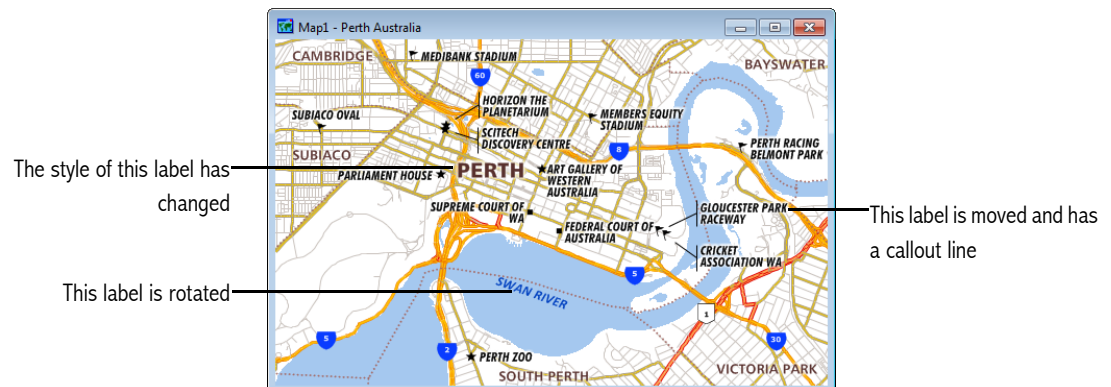 Map1 - Perth Australia
CAMBRIDGE
MEDIBANK STADIUM
BAYSWATER
60
HORIZON THE
PLANETARIUM
SUBIACO OVAL
MEMBERS EQUITY
STADIUM
SCITECH
DISCOVERY CENTRE
8
PERTH RACING
BELMONT PARK
SUBIACO
The style of this label has
changed
PARLIAMENT HOUSE
PERTH
ART GALLERY OF
WESTERN
AUSTRALIA
SUPREME COURT OF
WA
GLOUCESTER PARK
RACEWAY
This label is moved and has
a callout line
FEDERAL COURT OF
AUSTRALIA
CRICKET
ASSOCIATION WA
5
This label is rotated
SWAN RIVER
1
5
2
30
PERTH ZOO
SOUTH PERTH
VICTORIA PARK